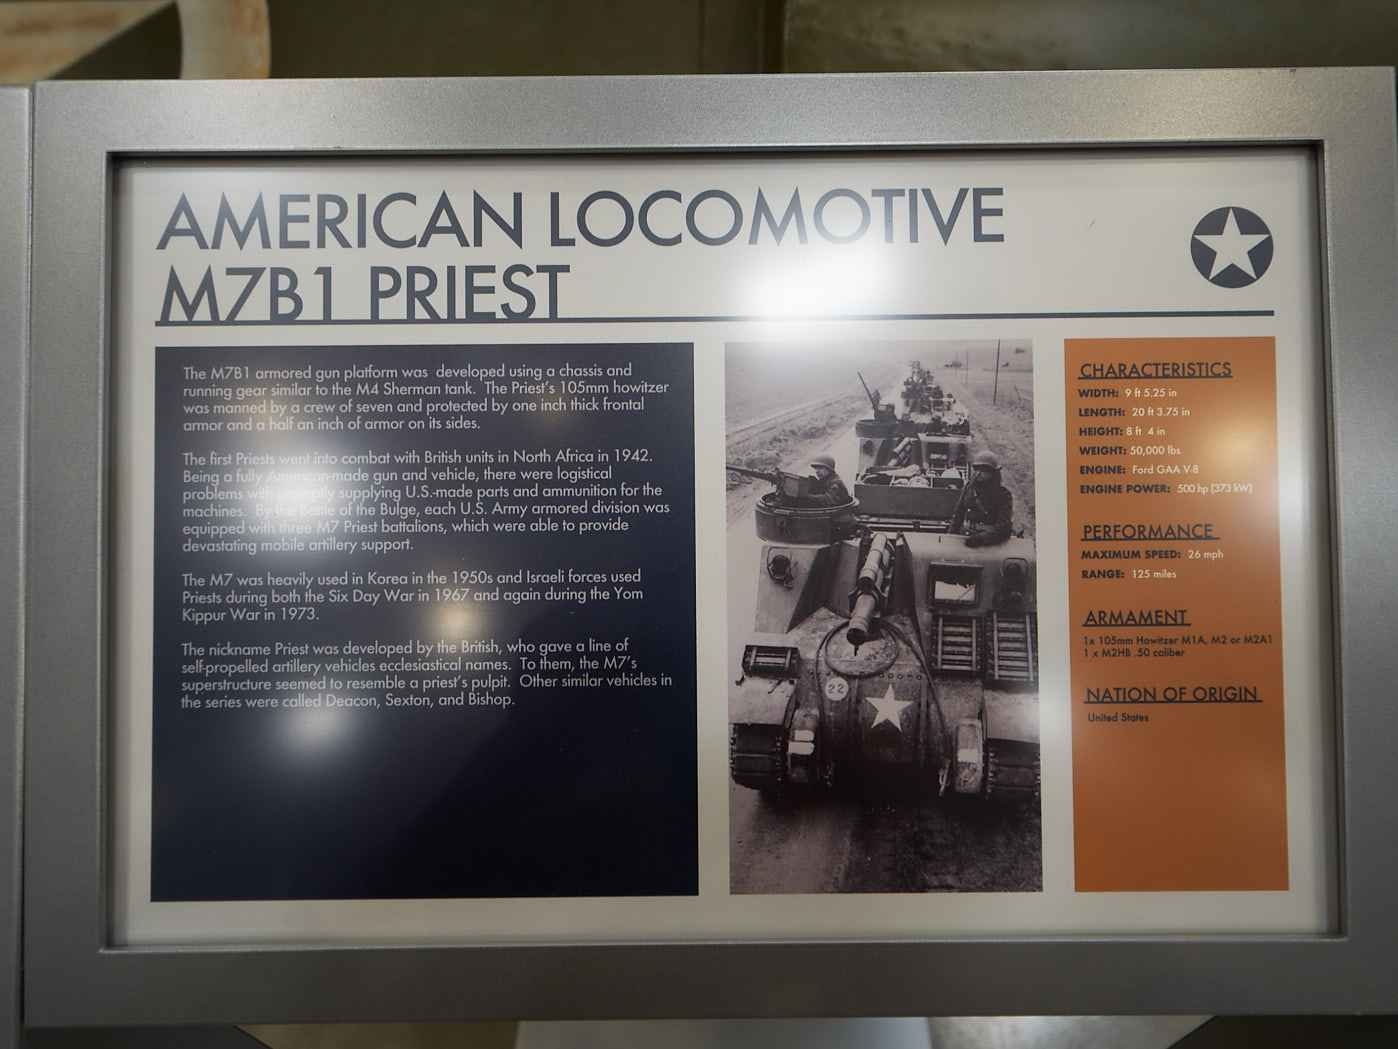 AMERICAN LOCOMOTIVE
M7B1 PRIEST
The M7B1 armored gun platform was developed using a chassis and
running gear similar to the M4 Sherman tank. The Priest's 105mm howitzer
was manned by a crew of seven and protected by one inch thick frontal
armor and a half an inch of armor on its sides.
The first Priests went into combat with British units in North Africa in 1942.
Being a fully American-made gun and vehicle, there were logistical
problems with promptly supplying U.S.-made parts and ammunition for the
machines. By the Battle of the Bulge, each U.S. Army armored division was
equipped with three M7 Priest battalions, which were able to provide
devastating mobile artillery support.
The M7 was heavily used in Korea in the 1950s and Israeli forces used
Priests during both the Six Day War in 1967 and again during the Yom
Kippur War in 1973.
The nickname Priest was developed by the British, who gave a line of
self-propelled artillery vehicles ecclesiastical names. To them, the M7's
superstructure seemed to resemble a priest's pulpit. Other similar vehicles in
the series were called Deacon, Sexton, and Bishop.
22
CHARACTERISTICS
WIDTH: 9 ft 5.25 in
LENGTH: 20 ft 3.75 in
HEIGHT: 8 ft 4 in
WEIGHT: 50,000 lbs
ENGINE: Ford GAA V-8
ENGINE POWER: 500 hp (373 kW)
PERFORMANCE
MAXIMUM SPEED: 26 mph
RANGE: 125 miles
ARMAMENT
1x 105mm Howitzer M1A, M2 or M2A1
1 x M2HB .50 caliber
NATION OF ORIGIN
United States